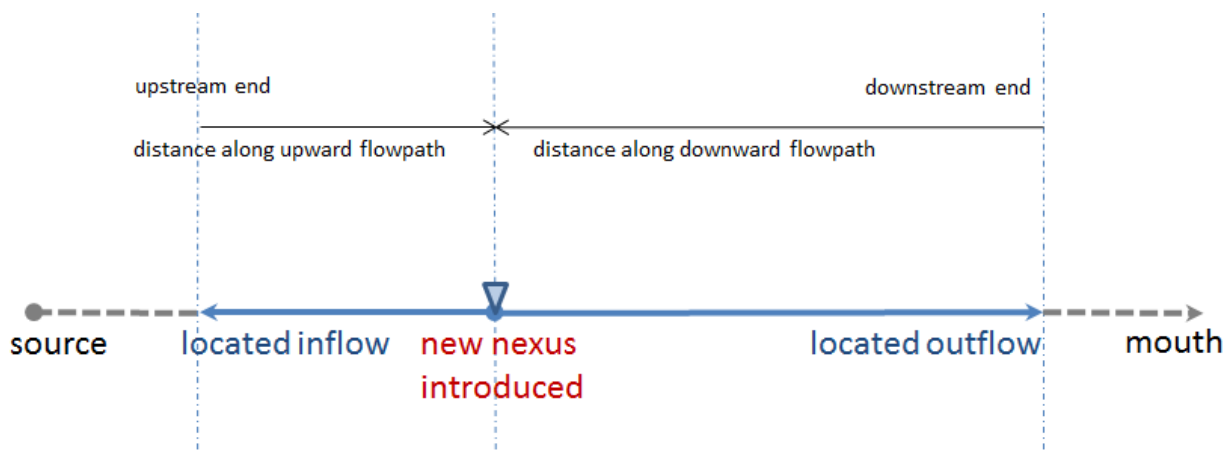 upstream end
downstream end
distance along upward flowpath
distance along downward flowpath
source
located inflow
new nexus
introduced
located outflow
mouth